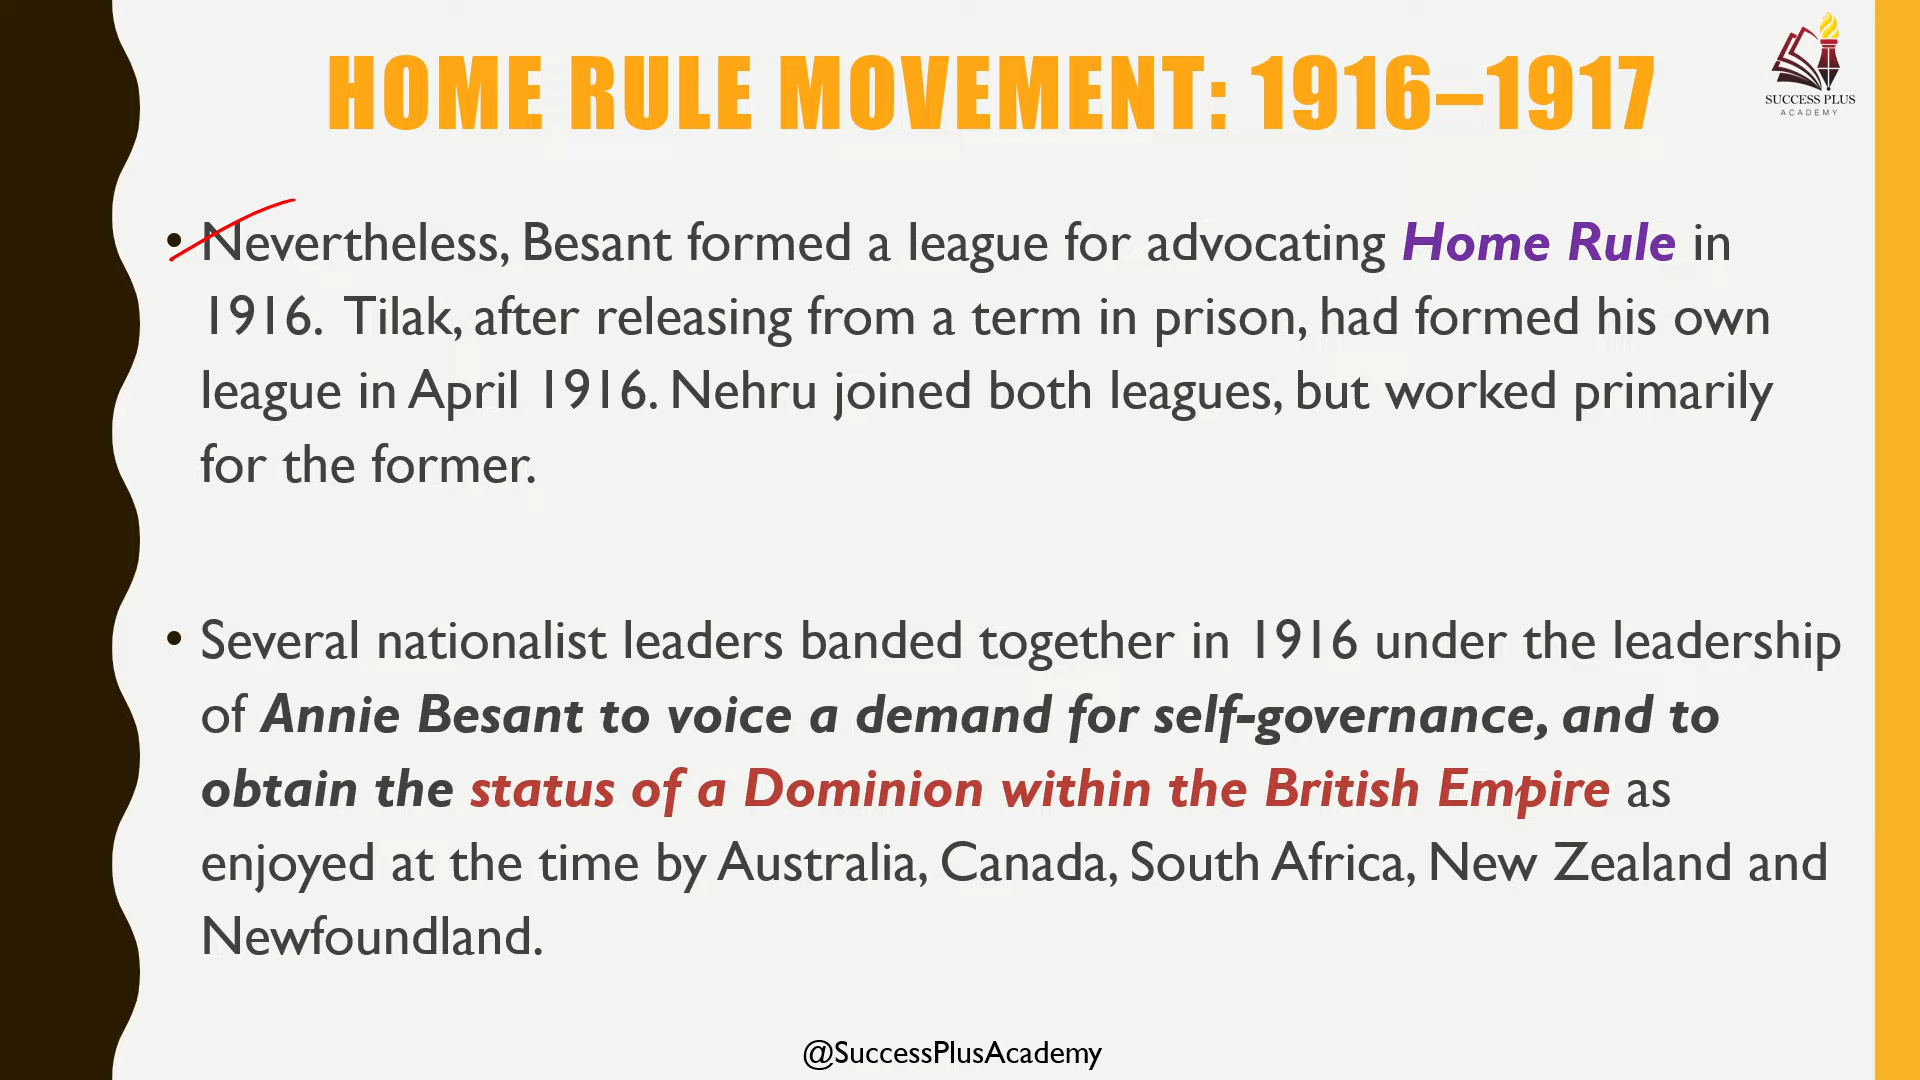 HOME RULE MOVEMENT: 1916–1917
SUCCESS PLUS
ACADEMY
• Nevertheless, Besant formed a league for advocating Home Rule in
1916. Tilak, after releasing from a term in prison, had formed his own
league in April 1916. Nehru joined both leagues, but worked primarily
for the former.
• Several nationalist leaders banded together in 1916 under the leadership
of Annie Besant to voice a demand for self-governance, and to
obtain the status of a Dominion within the British Empire as
enjoyed at the time by Australia, Canada, South Africa, New Zealand and
Newfoundland.
@SuccessPlusAcademy